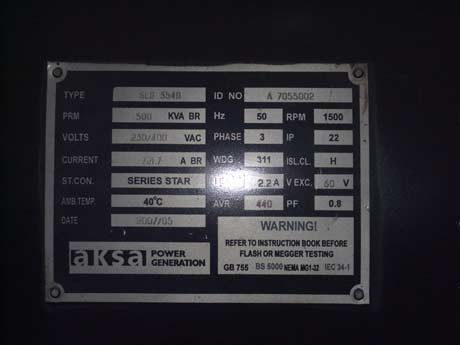 TYPE 5540 ID NO A 7055002
PRM 500 KVA BR Hz 50 RPM 1500
VOLTS 230/400 VAC PHASE 3 IP 22
CURRENT A BR WDG 311 ISL.CL. H
ST.CON. SERIES STAR 2.2 A V EXC. 50 V
AMB.TEMP. 40°C AVR 440 PF 0.8
DATE 2007/05
WARNING!
REFER TO INSTRUCTION BOOK BEFORE
FLASH OR MEGGER TESTING
GB 755 BS 5000 NEMA MG1-32 IEC 34-1
aksa POWER
GENERATION